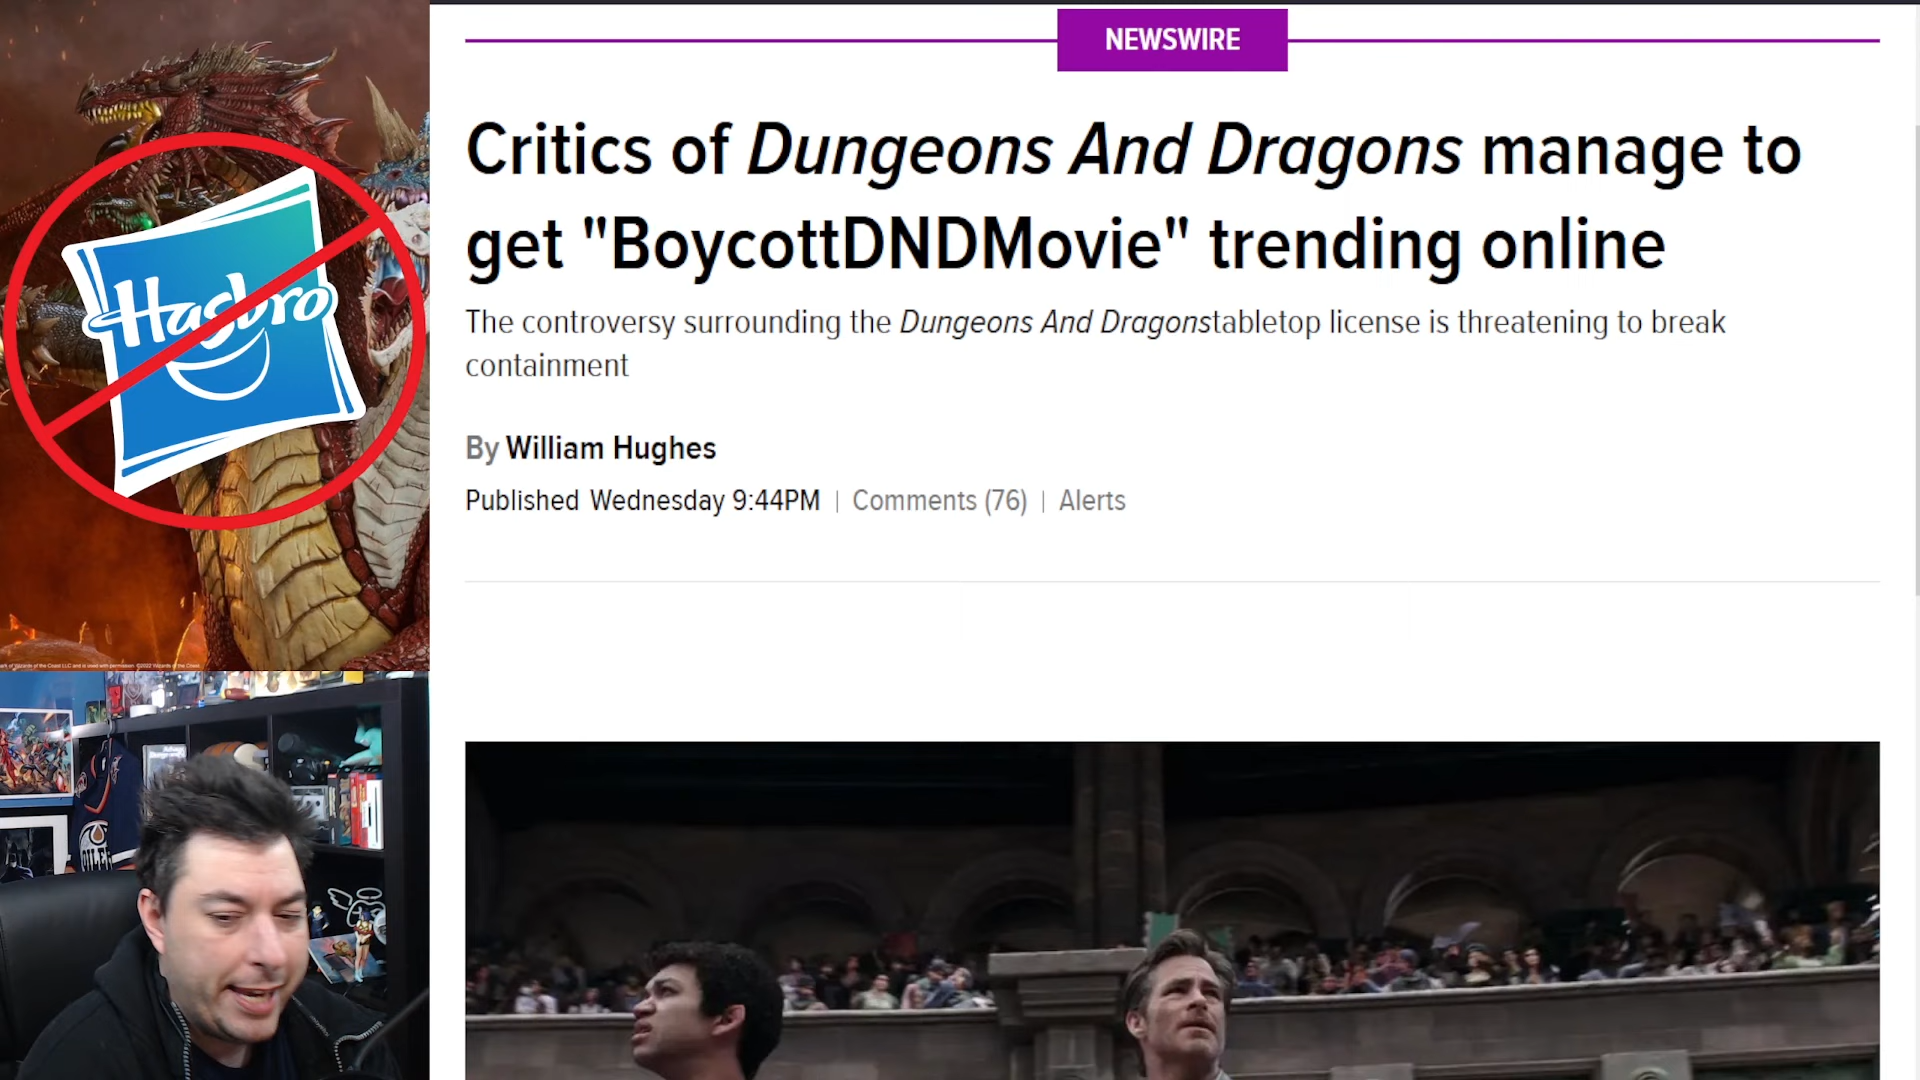 NEWSWIRE
Critics of Dungeons And Dragons manage to
get "BoycottDNDMovie" trending online
The controversy surrounding the Dungeons And Dragonstabletop license is threatening to break
containment
By William Hughes
Published Wednesday 9:44PM | Comments (76) | Alerts
Hasbro
OILE